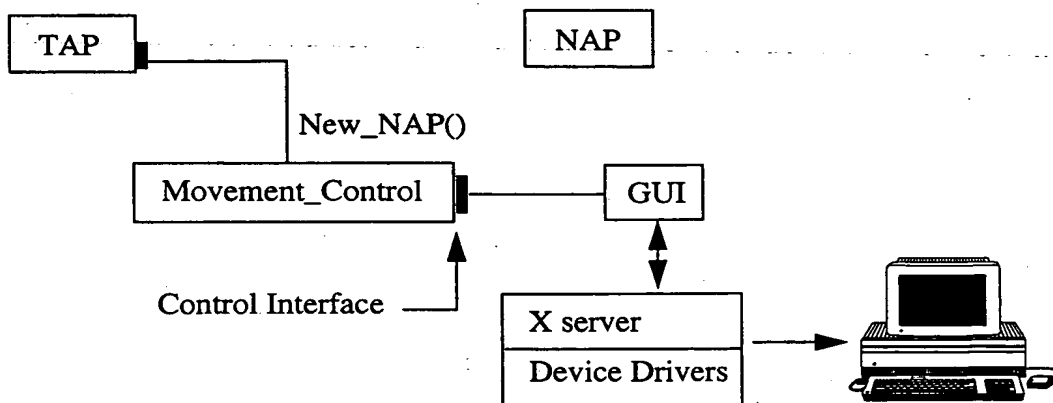 TAP
NAP
New_NAP()
Movement_Control
GUI
Control Interface
X server
Device Drivers